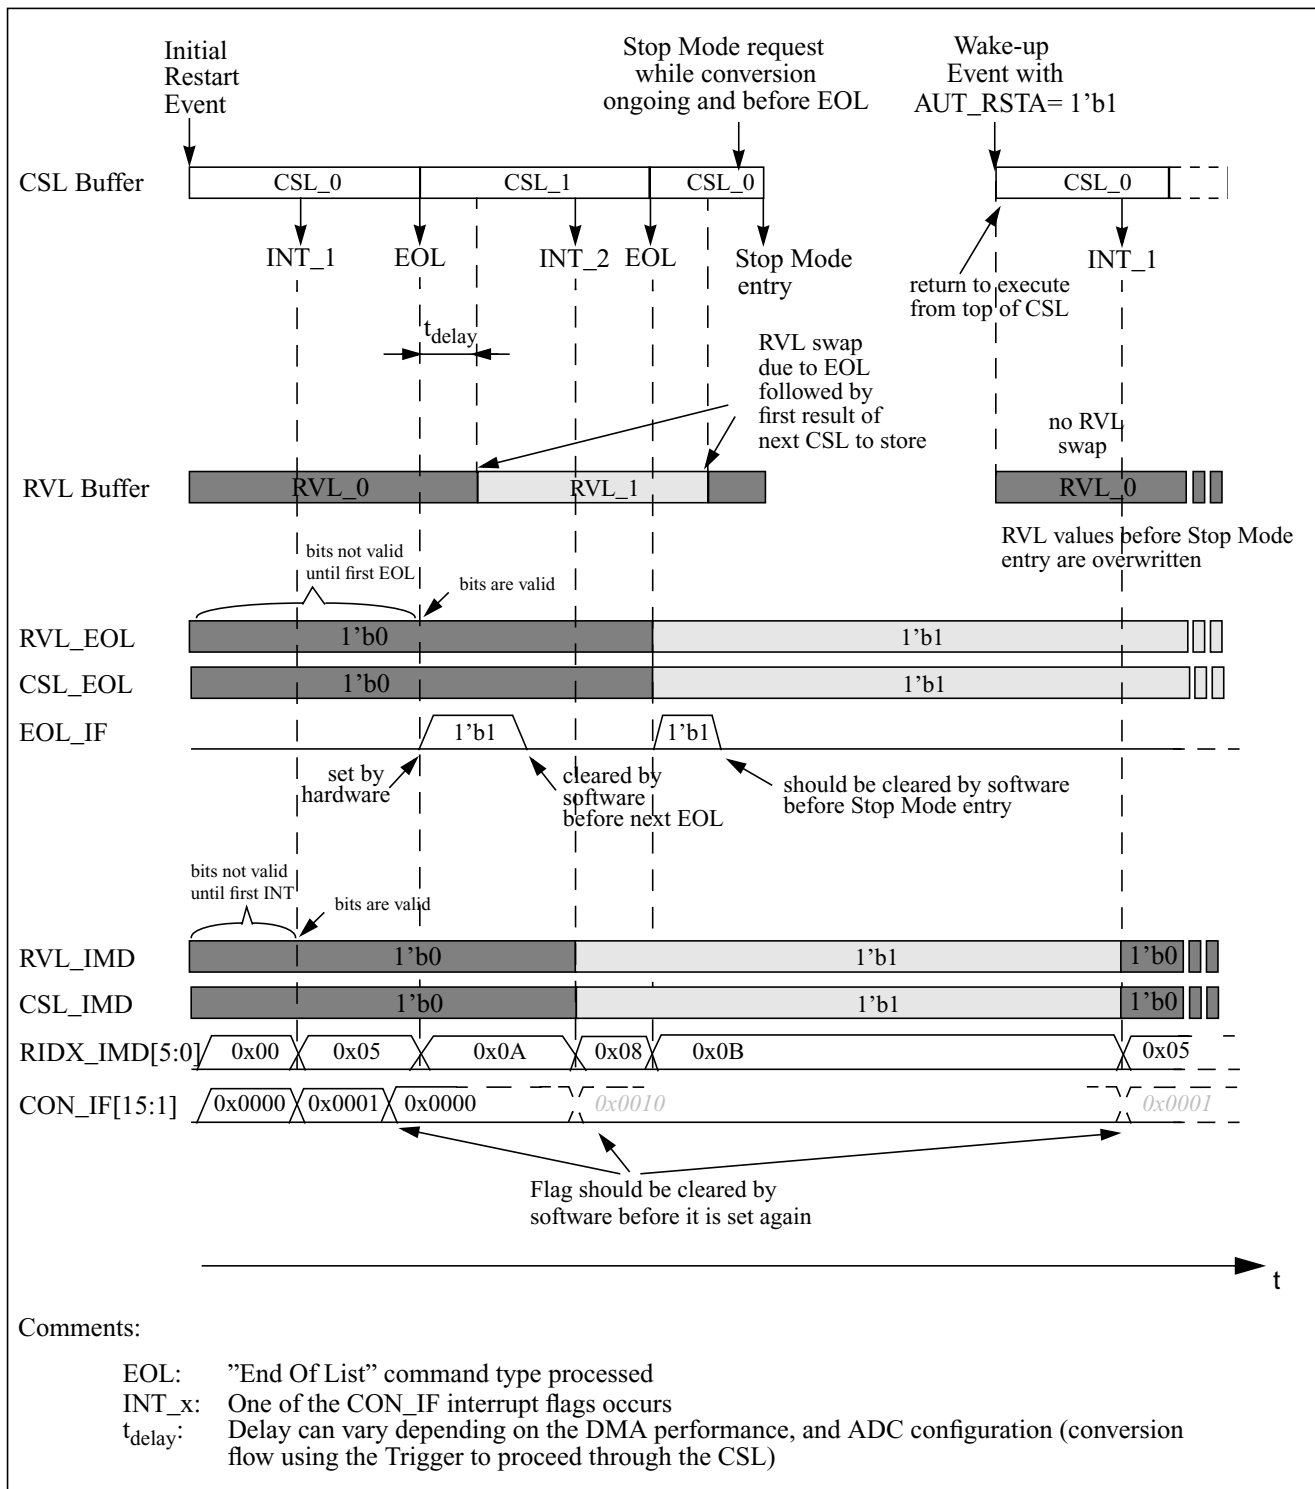 Initial
Restart
Event
Stop Mode request
while conversion
ongoing and before EOL
Wake-up
Event with
AUT_RSTA= 1’b1
CSL Buffer
CSL_0
CSL_1
CSL_0
CSL_0
INT_1
EOL
INT_2
EOL
Stop Mode
entry
INT_1
return to execute
from top of CSL
tdelay
RVL swap
due to EOL
followed by
first result of
next CSL to store
no RVL
swap
RVL Buffer
RVL_0
RVL_1
RVL_0
RVL values before Stop Mode
entry are overwritten
bits not valid
until first EOL
bits are valid
RVL_EOL
1’b0
1’b1
CSL_EOL
1’b0
1’b1
EOL_IF
1’b1
1’b1
set by
hardware
cleared by
software
before next EOL
should be cleared by software
before Stop Mode entry
bits not valid
until first INT
bits are valid
RVL_IMD
1’b0
1’b1
1’b0
CSL_IMD
1’b0
1’b1
1’b0
RIDX_IMD[5:0]
0x00
0x05
0x0A
0x08
0x0B
0x05
CON_IF[15:1]
0x0000
0x0001
0x0000
0x0010
0x0001
Flag should be cleared by
software before it is set again
t
Comments:
EOL: ”End Of List” command type processed
INT_x: One of the CON_IF interrupt flags occurs
tdelay: Delay can vary depending on the DMA performance, and ADC configuration (conversion
flow using the Trigger to proceed through the CSL)